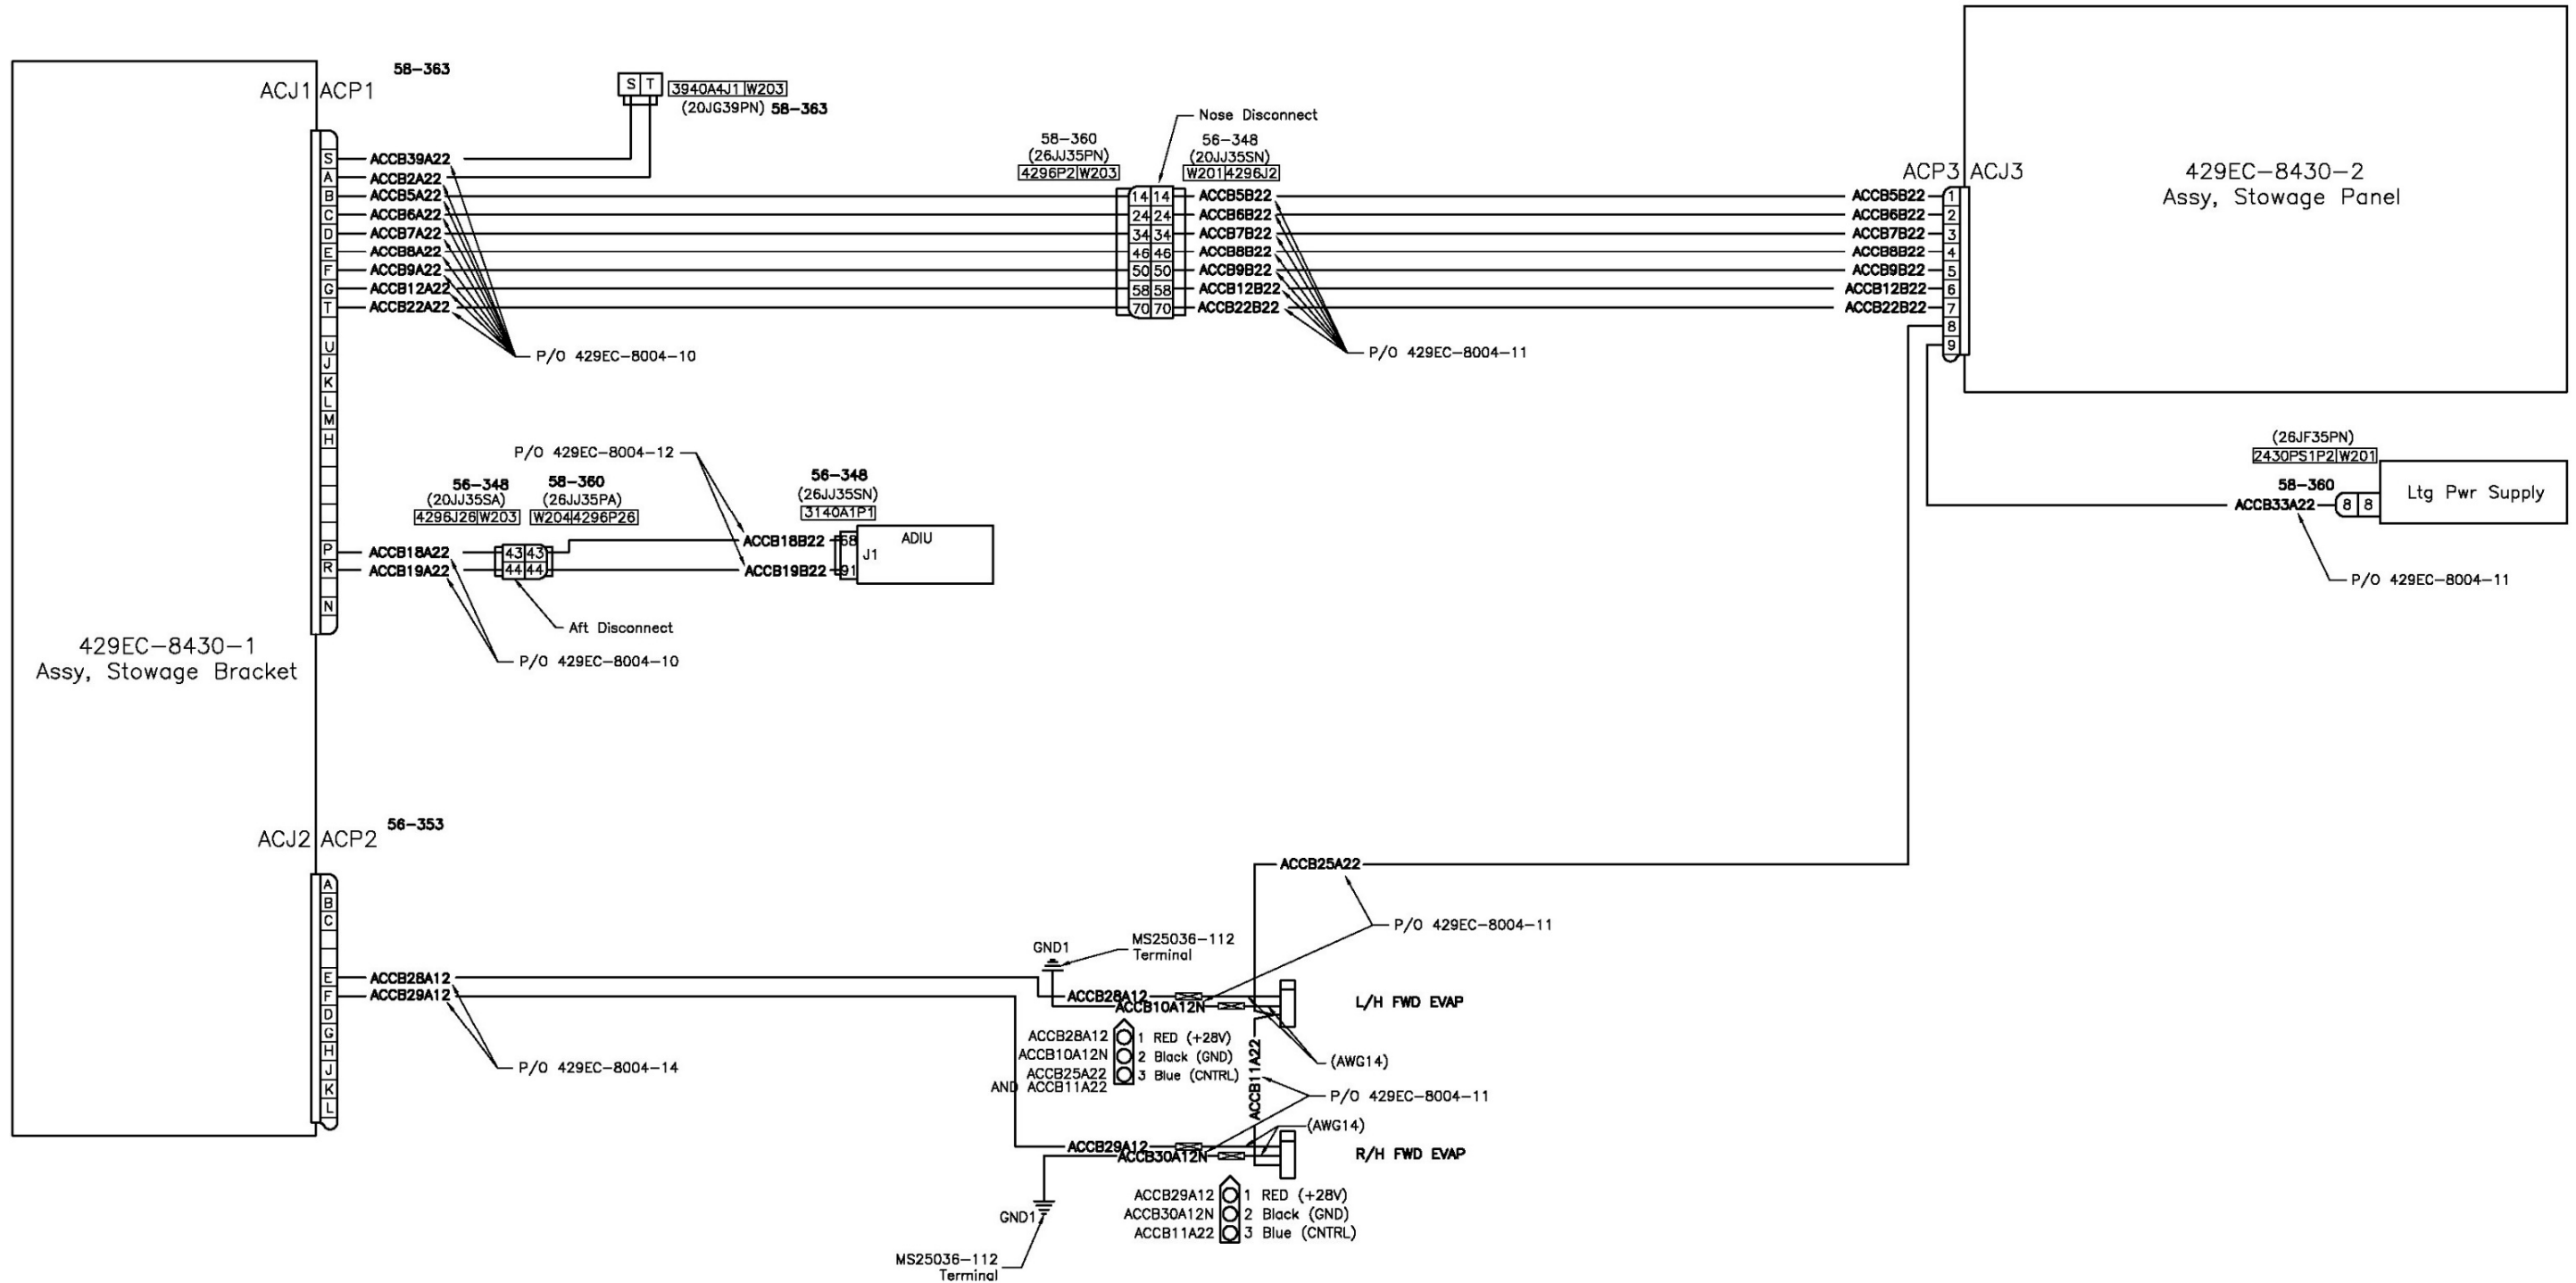 58-363
ACJ1 ACP1
S T
3940A4J1 W203
(20JG39PN) 58-363
S ACCB39A22
A ACCB2A22
B ACCB5A22
C ACCB6A22
D ACCB7A22
E ACCB8A22
F ACCB9A22
G ACCB12A22
T ACCB22A22
U
J
K
L
M
H
P ACCB18A22
R ACCB19A22
N
P/O 429EC-8004-10
Nose Disconnect
58-360
(26JJ35PN)
4296P2 W203
56-348
(20JJ35SN)
W201 4296J2
14 14 ACCB5B22
24 24 ACCB6B22
34 34 ACCB7B22
46 46 ACCB8B22
50 50 ACCB9B22
58 58 ACCB12B22
70 70 ACCB22B22
P/O 429EC-8004-11
ACP3 ACJ3
429EC-8430-2
Assy, Stowage Panel
ACCB5B22 1
ACCB6B22 2
ACCB7B22 3
ACCB8B22 4
ACCB9B22 5
ACCB12B22 6
ACCB22B22 7
8
9
(26JF35PN)
2430PS1P2 W201
58-360
ACCB33A22 8 8
Ltg Pwr Supply
P/O 429EC-8004-11
P/O 429EC-8004-12
56-348
(20JJ35SA)
4296J26 W203
58-360
(26JJ35PA)
W204 4296P26
56-348
(26JJ35SN)
3140A1P1
43 43
44 44
ACCB18B22 68
ACCB19B22 91
J1
ADIU
Aft Disconnect
P/O 429EC-8004-10
429EC-8430-1
Assy, Stowage Bracket
56-353
ACJ2 ACP2
A
B
C
E ACCB28A12
F ACCB29A12
D
G
H
J
K
L
P/O 429EC-8004-14
ACCB25A22
P/O 429EC-8004-11
GND1
MS25036-112
Terminal
ACCB28A12
ACCB10A12N
L/H FWD EVAP
ACCB28A12 1 RED (+28V)
ACCB10A12N 2 Black (GND)
ACCB25A22 3 Blue (CNTRL)
AND ACCB11A22
ACCB11A22
(AWG14)
P/O 429EC-8004-11
(AWG14)
ACCB29A12
ACCB30A12N
R/H FWD EVAP
GND1
ACCB29A12 1 RED (+28V)
ACCB30A12N 2 Black (GND)
ACCB11A22 3 Blue (CNTRL)
MS25036-112
Terminal